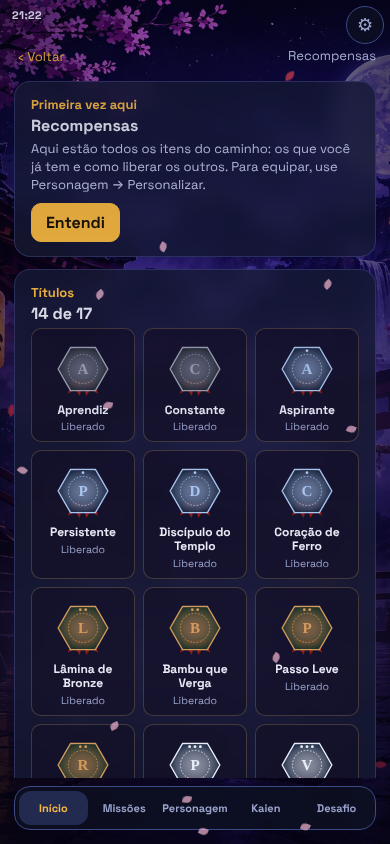 21:22
‹ Voltar
Recompensas
Primeira vez aqui
Recompensas
Aqui estão todos os itens do caminho: os que você
já tem e como liberar os outros. Para equipar, use
Personagem → Personalizar.
Entendi
Títulos
14 de 17
A
C
A
Aprendiz
Constante
Aspirante
Liberado
Liberado
Liberado
P
D
C
Persistente
Discípulo do
Templo
Coração de
Ferro
Liberado
Liberado
Liberado
L
B
P
Lâmina de
Bronze
Bambu que
Verga
Passo Leve
Liberado
Liberado
Liberado
R
P
V
Início
Missões
Personagem
Kaien
Desafio